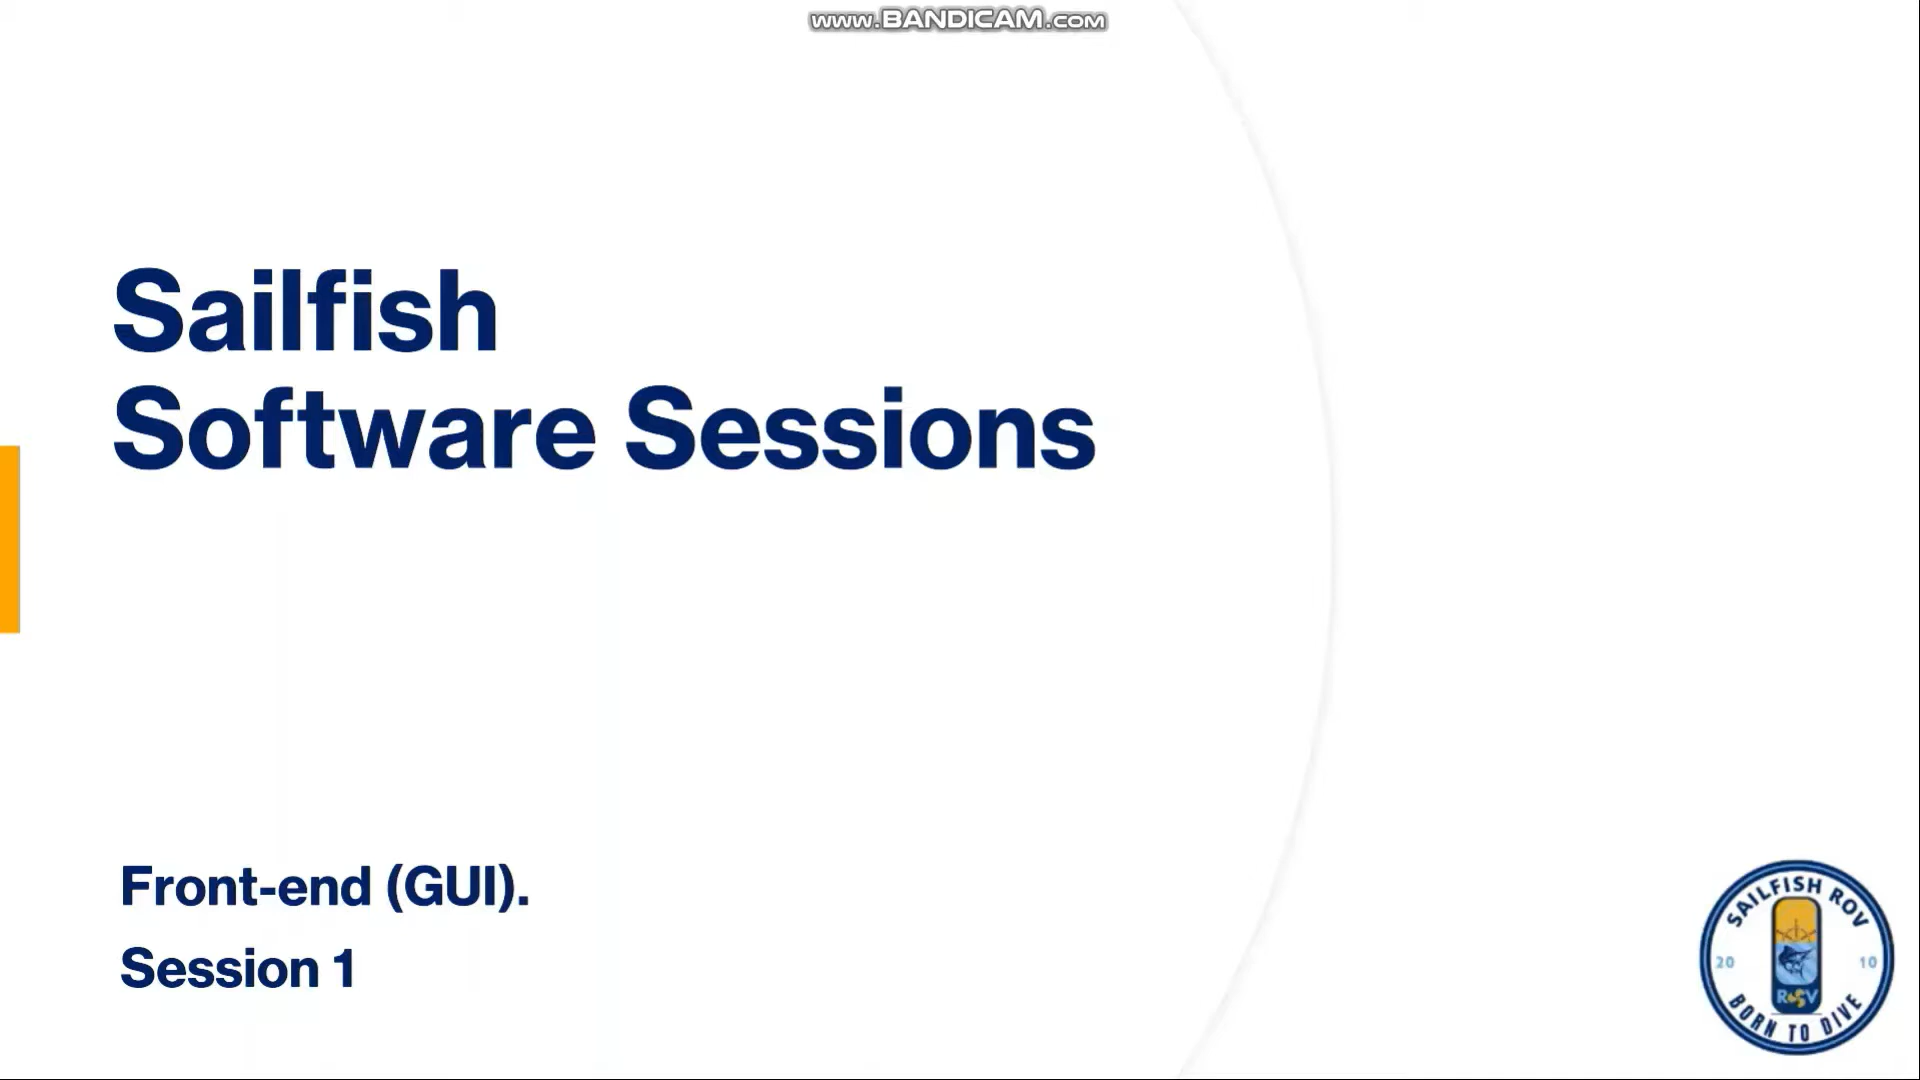 www.BANDICAM.com
Sailfish
Software Sessions
Front-end (GUI).
Session 1
SAILFISH ROV
20 10
ROV
BORN TO DIVE